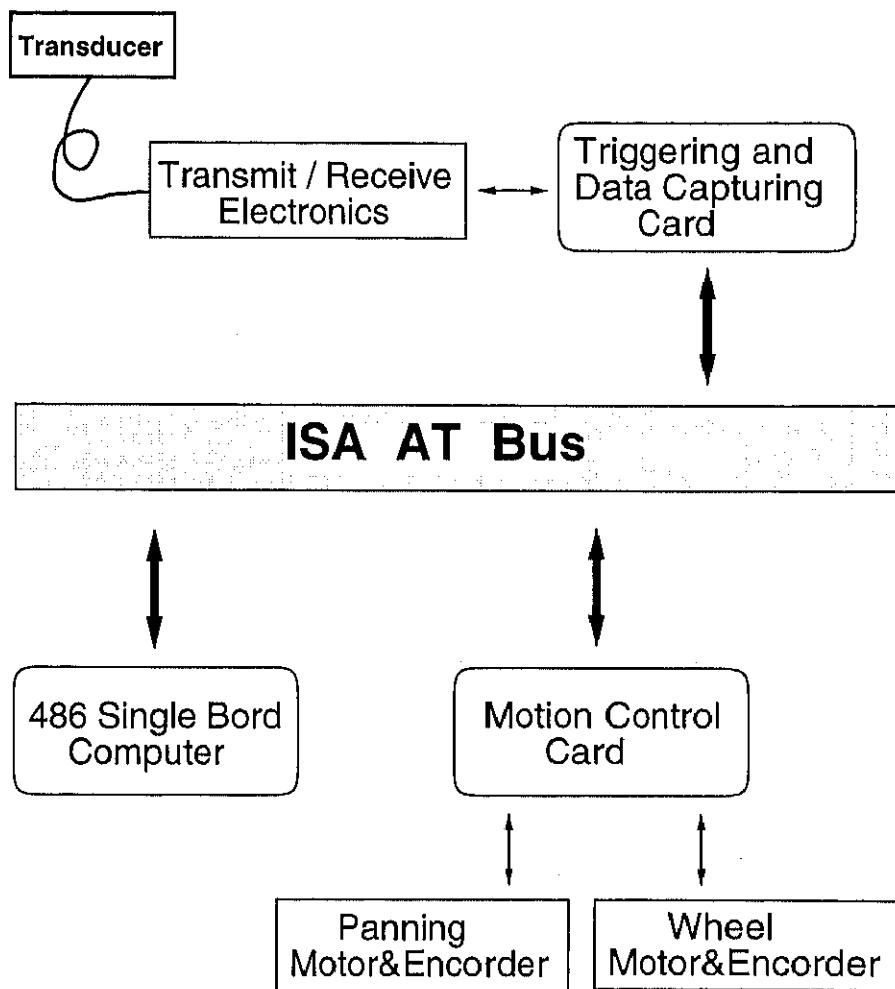 Transducer
Transmit / Receive
Electronics
Triggering and
Data Capturing
Card
ISA AT Bus
486 Single Bord
Computer
Motion Control
Card
Panning
Motor&Encorder
Wheel
Motor&Encorder